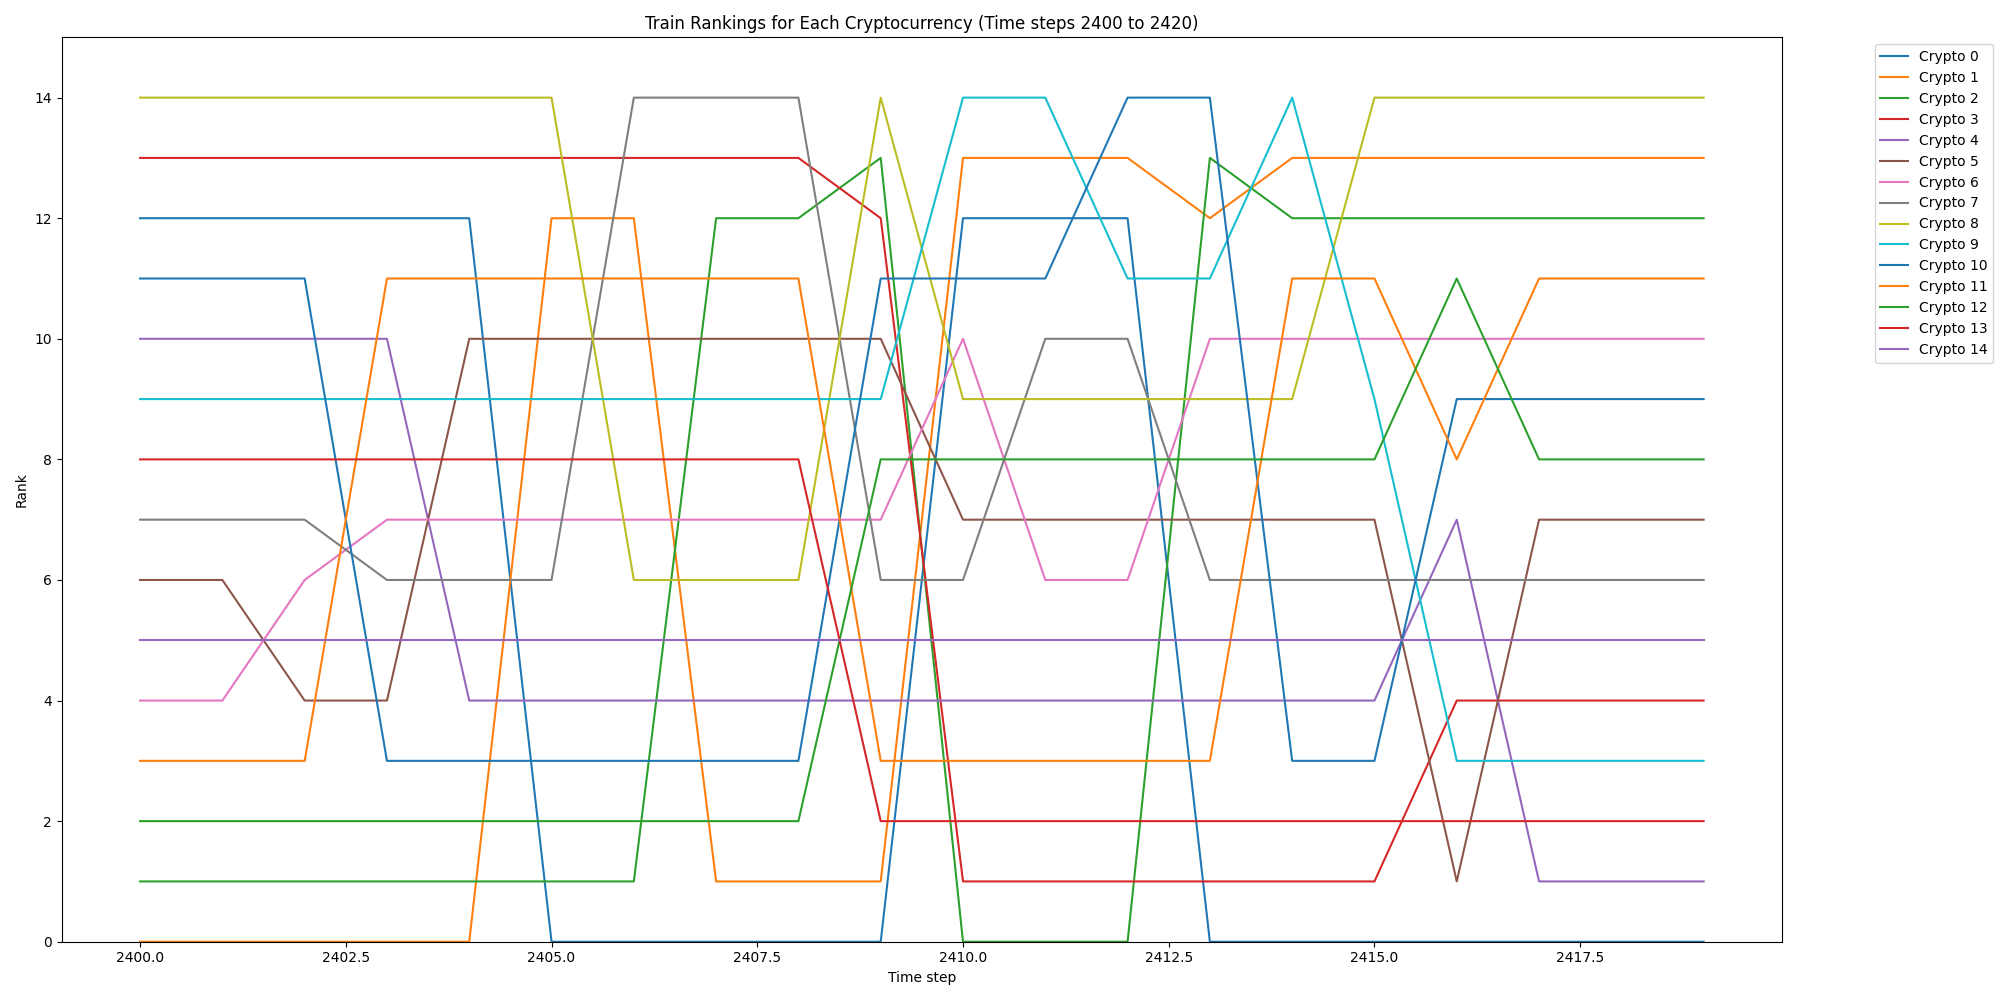 Train Rankings for Each Cryptocurrency (Time steps 2400 to 2420)
14
12
10
8
6
4
2
0
Rank
2400.0 2402.5 2405.0 2407.5 2410.0 2412.5 2415.0 2417.5
Time step
Crypto 0
Crypto 1
Crypto 2
Crypto 3
Crypto 4
Crypto 5
Crypto 6
Crypto 7
Crypto 8
Crypto 9
Crypto 10
Crypto 11
Crypto 12
Crypto 13
Crypto 14